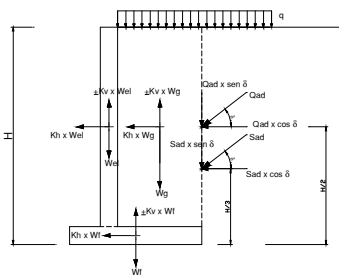 q
±Kv x Wel
±Kv x Wg
Qad x sen δ
Qad
H
Kh x Wel
Kh x Wg
Qad x cos δ
Sad x sen δ
Sad
Wel
Wg
Sad x cos δ
H/2
H/3
±Kv x Wf
Kh x Wf
Wf